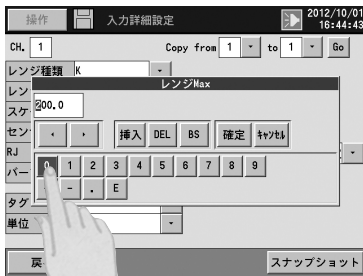 操作 入力詳細設定 2012/10/01
16:44:43
CH. 1 Copy from 1 to 1 Go
レンジ種類 K
レン レンジMax
スケ 200.0
セン 挿入 DEL BS 確定 キャンセル
RJ
バー 0 1 2 3 4 5 6 7 8 9
- . E
タグ
単位
戻 スナップショット